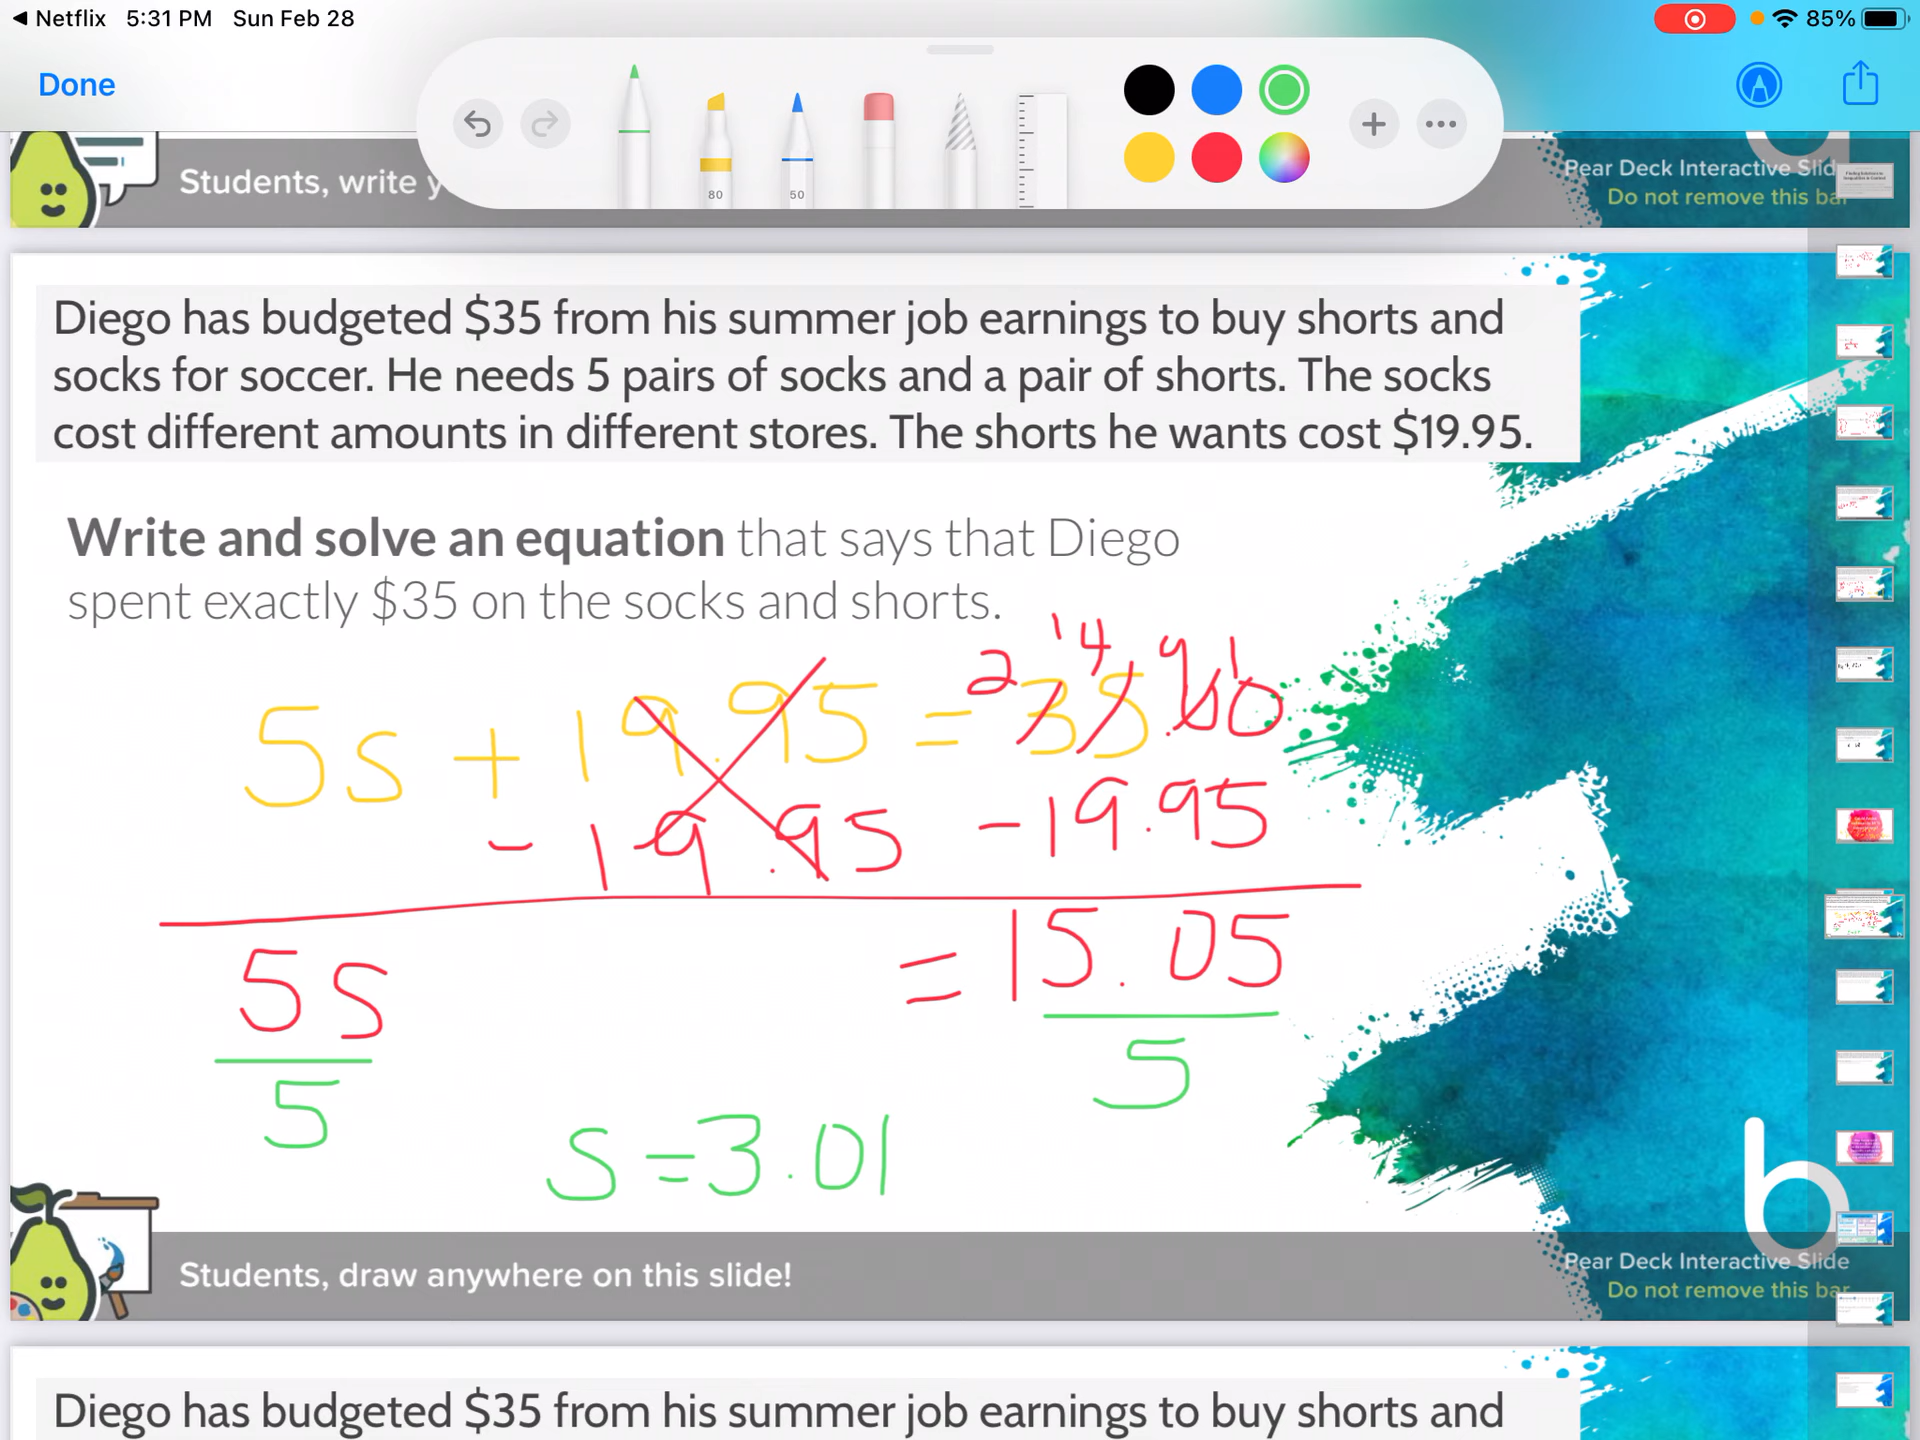 Netflix 5:31 PM Sun Feb 28
85%
Done
80
50
Students, write y
Pear Deck Interactive Slid
Do not remove this bar
Diego has budgeted $35 from his summer job earnings to buy shorts and
socks for soccer. He needs 5 pairs of socks and a pair of shorts. The socks
cost different amounts in different stores. The shorts he wants cost $19.95.
Write and solve an equation that says that Diego
spent exactly $35 on the socks and shorts.
2 14 9 1
5s + 19.95 = 35.00
- 19.95 -19.95
5s = 15.05
5 5
s = 3.01
b
Students, draw anywhere on this slide!
Pear Deck Interactive Slide
Do not remove this bar
Diego has budgeted $35 from his summer job earnings to buy shorts and